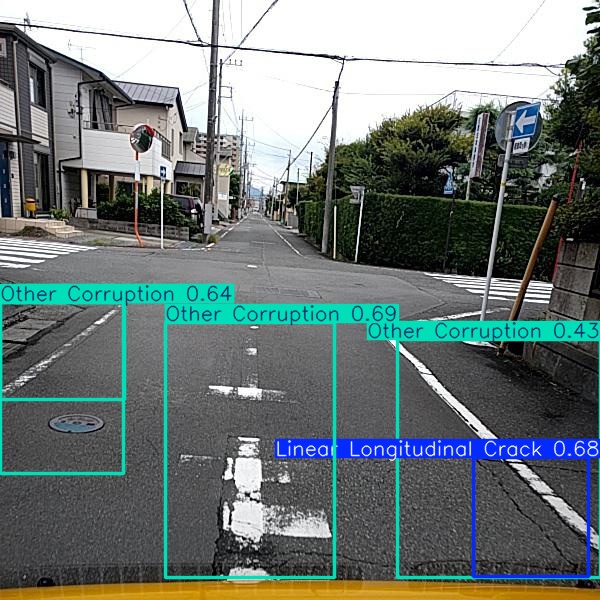 Other Corruption 0.64
Other Corruption 0.69
Other Corruption 0.43
Linear Longitudinal Crack 0.68